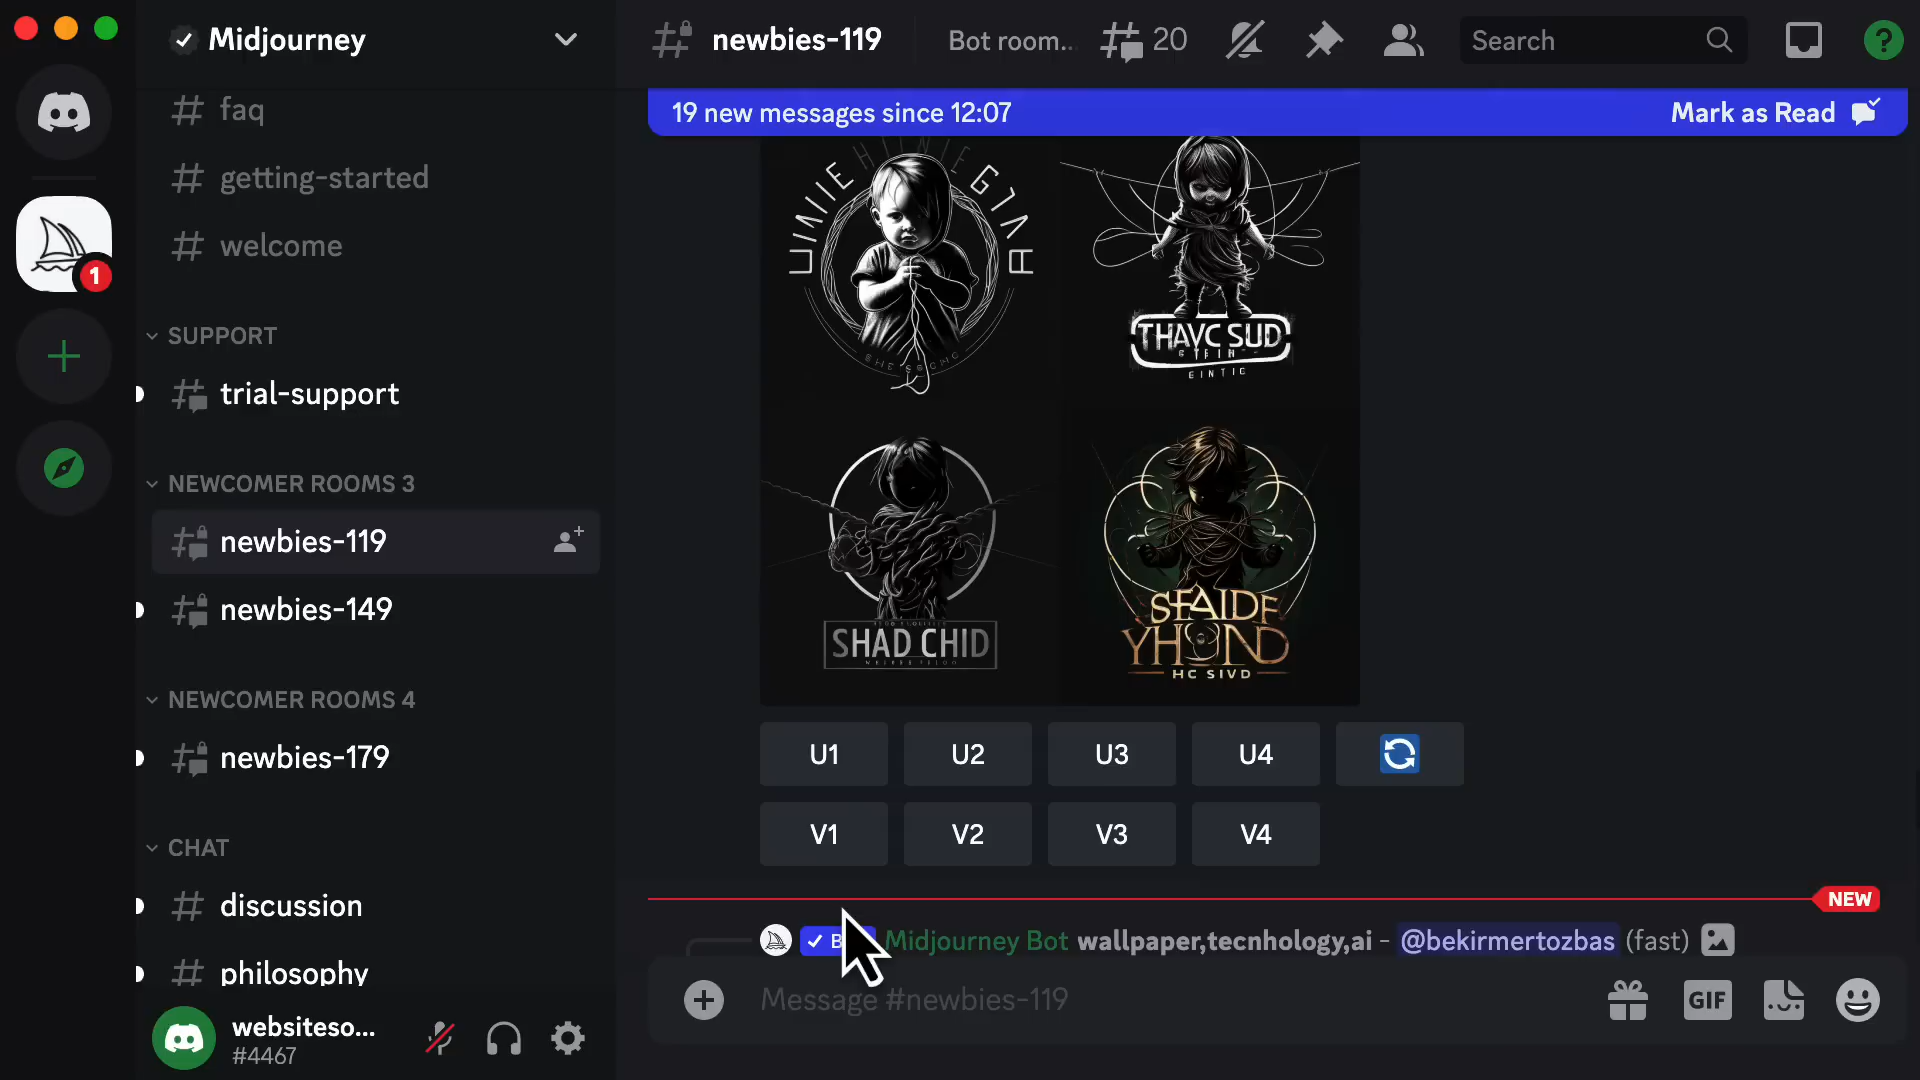 Midjourney
newbies-119
Bot room...
20
Search
?
faq
getting-started
welcome
1
SUPPORT
trial-support
NEWCOMER ROOMS 3
newbies-119
newbies-149
NEWCOMER ROOMS 4
newbies-179
CHAT
discussion
philosophy
websiteso...
#4467
19 new messages since 12:07
Mark as Read
THAVC SUD
EINTIC
SHAD CHID
SFAIDF
YHOND
HC SIVD
U1 U2 U3 U4
V1 V2 V3 V4
NEW
Midjourney Bot wallpaper,tecnhology,ai - @bekirmertozbas (fast)
Message #newbies-119
GIF